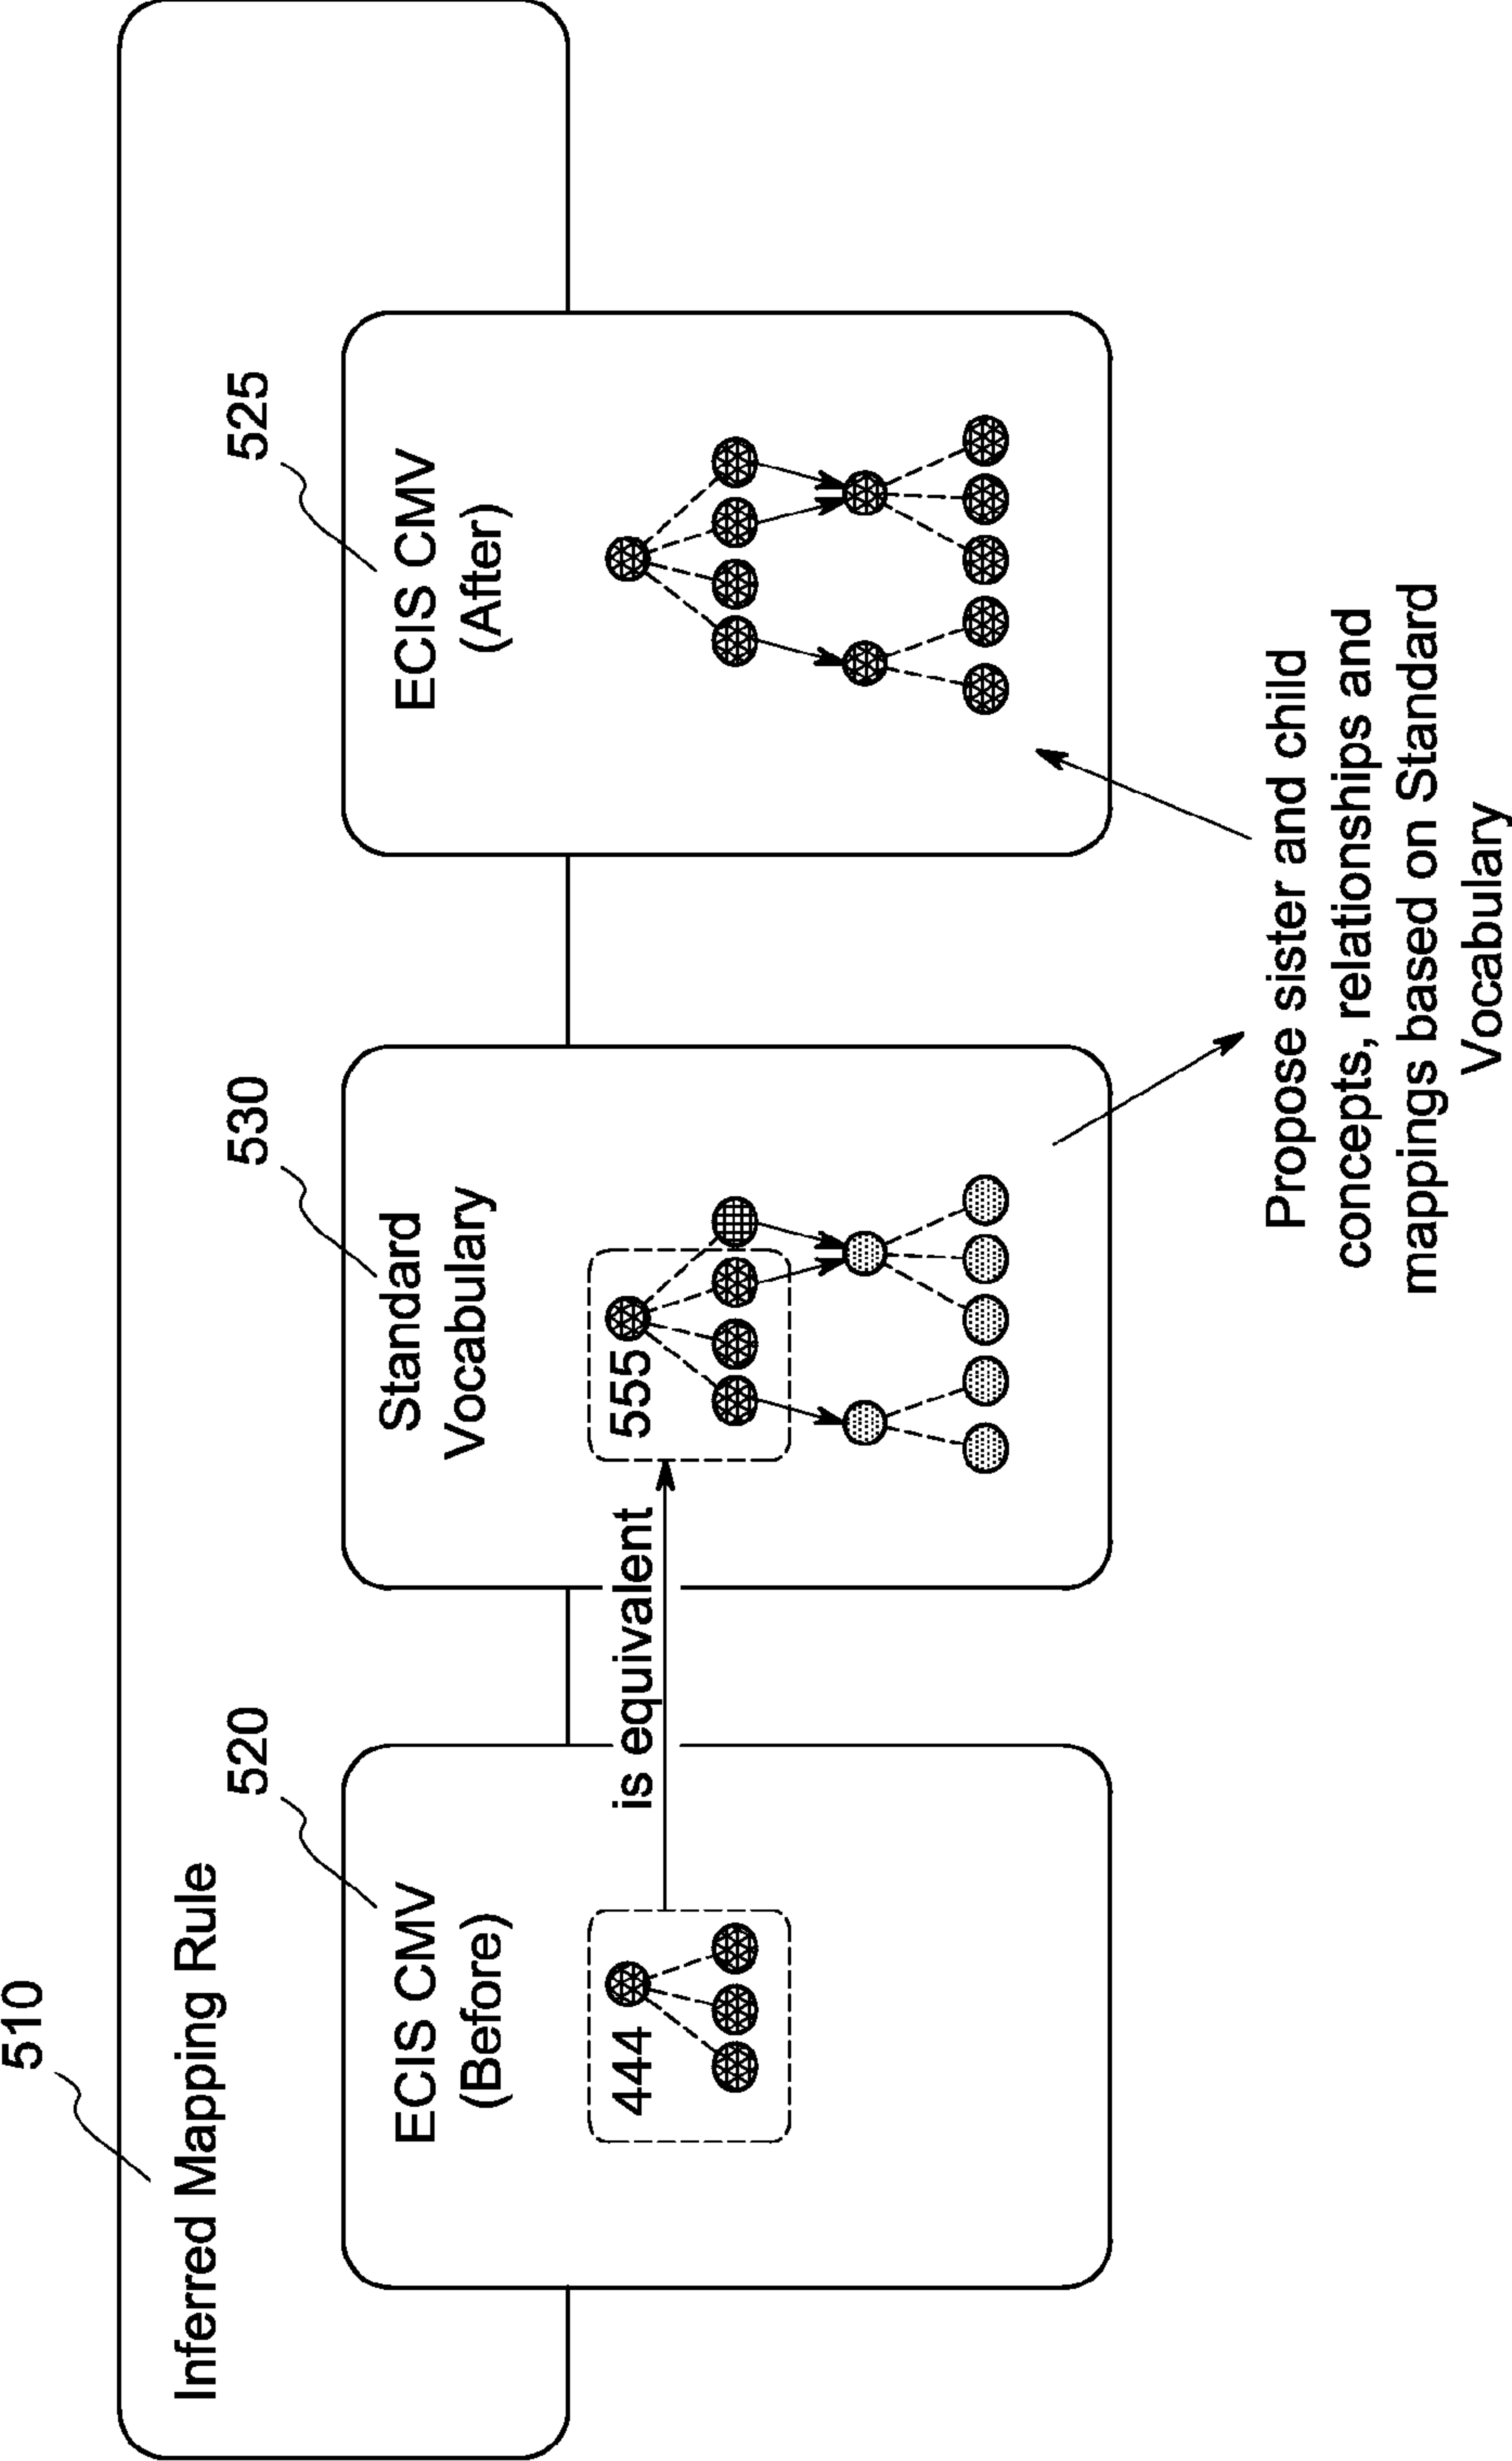 510
Inferred Mapping Rule
520
ECIS CMV
(Before)
444
is equivalent
530
Standard
Vocabulary
555
525
ECIS CMV
(After)
Propose sister and child
concepts, relationships and
mappings based on Standard
Vocabulary